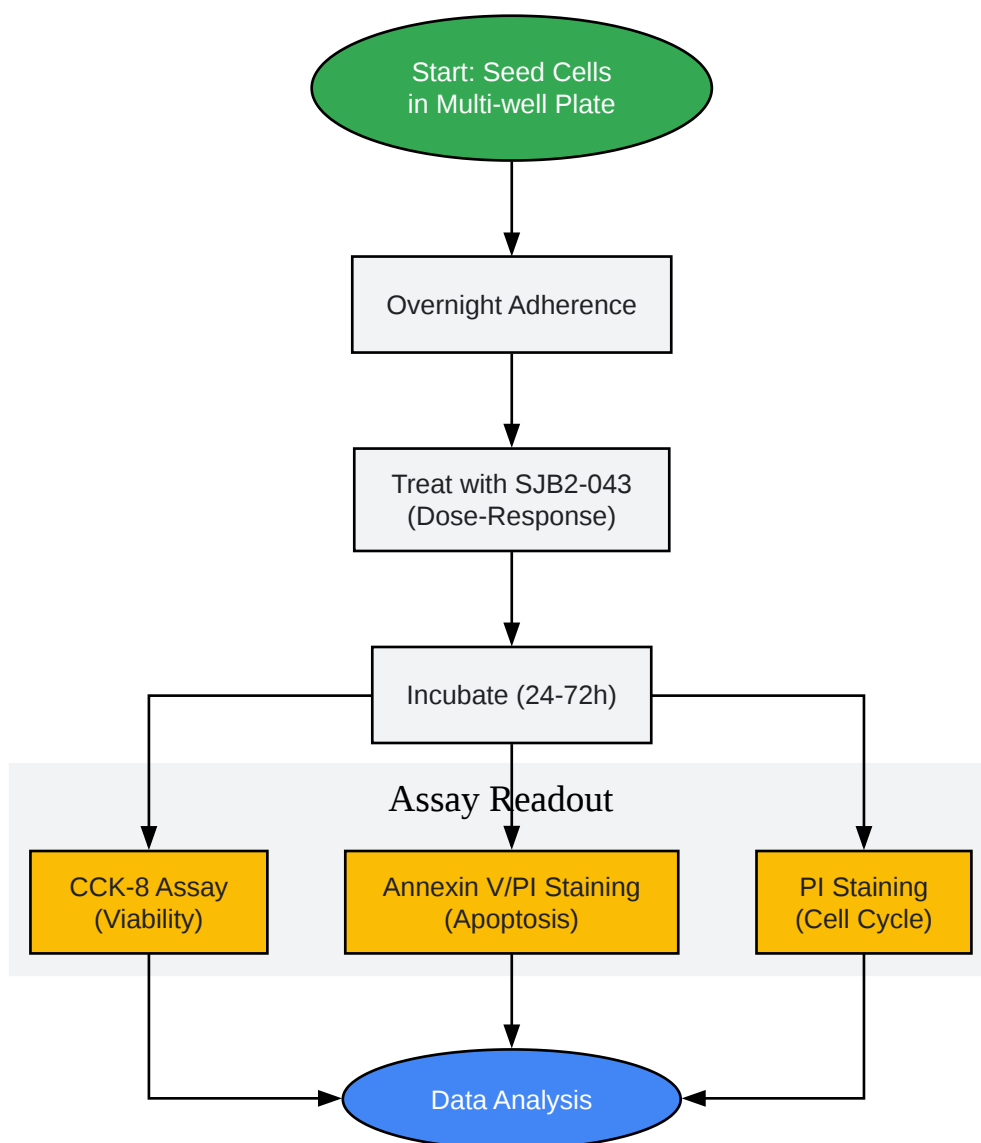 Start: Seed Cells
in Multi-well Plate
Overnight Adherence
Treat with SJB2-043
(Dose-Response)
Incubate (24-72h)
Assay Readout
CCK-8 Assay
(Viability)
Annexin V/PI Staining
(Apoptosis)
PI Staining
(Cell Cycle)
Data Analysis